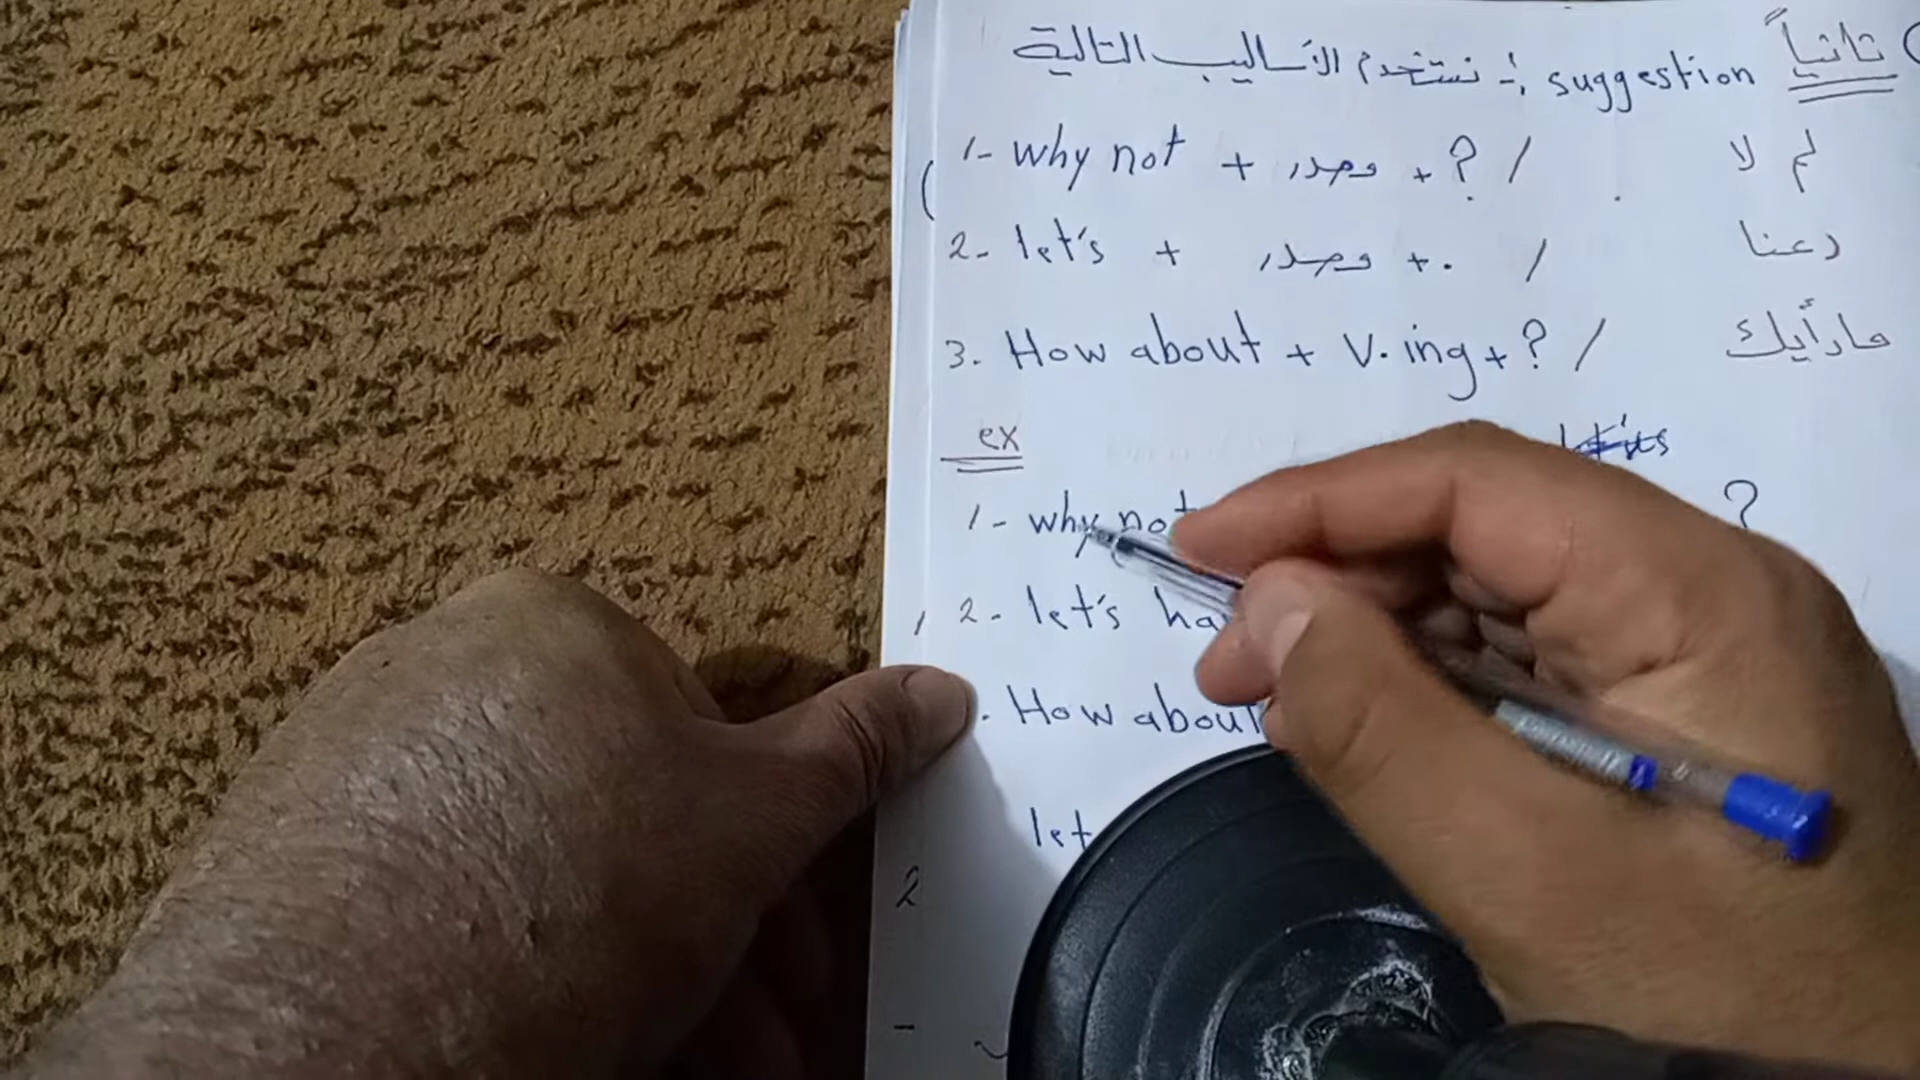 ثانياً suggestion :- نستخدم الأساليب التالية
1- why not + مصدر + ? / لم لا
2- let's + مصدر + . / دعنا
3. How about + V.ing + ? / ما رأيك
ex
1- why not ?
2- let's
. How about
let
2